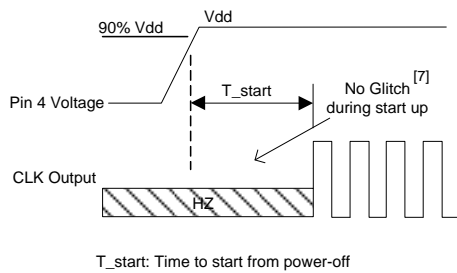 Vdd
90% Vdd
T_start
No Glitch [7]
during start up
Pin 4 Voltage
CLK Output
HZ
T_start: Time to start from power-off